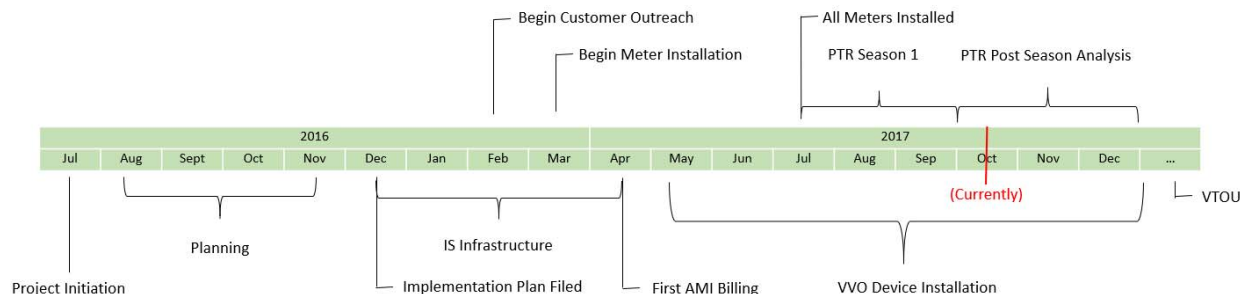 Begin Customer Outreach
All Meters Installed
Begin Meter Installation
PTR Season 1
PTR Post Season Analysis
2016
2017
Jul
Aug
Sept
Oct
Nov
Dec
Jan
Feb
Mar
Apr
May
Jun
Jul
Aug
Sep
Oct
Nov
Dec
...
(Currently)
VTOU
Planning
IS Infrastructure
Project Initiation
Implementation Plan Filed
First AMI Billing
VVO Device Installation